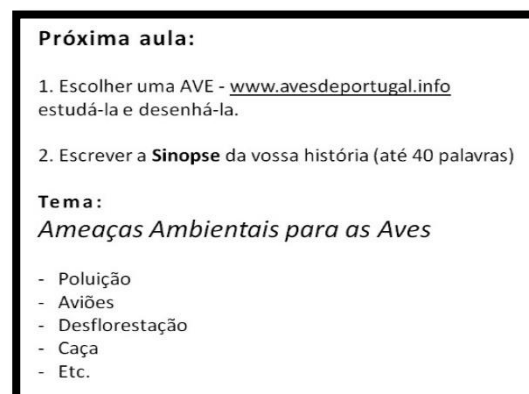 Próxima aula:
1. Escolher uma AVE - www.avesdeportugal.info
estudá-la e desenhá-la.
2. Escrever a Sinopse da vossa história (até 40 palavras)
Tema:
Ameaças Ambientais para as Aves
- Poluição
- Aviões
- Desflorestação
- Caça
- Etc.